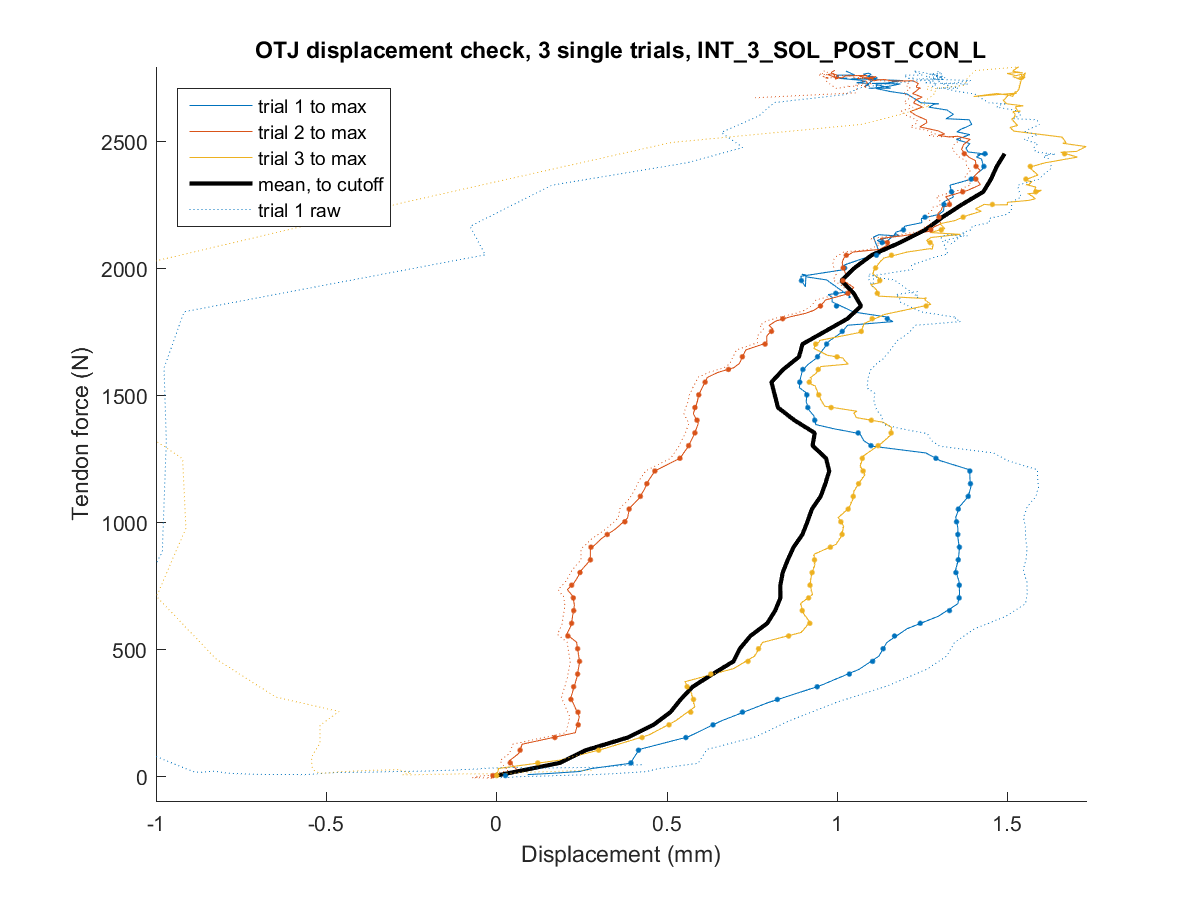 OTJ displacement check, 3 single trials, INT_3_SOL_POST_CON_L
trial 1 to max
trial 2 to max
trial 3 to max
mean, to cutoff
trial 1 raw
2500
2000
1500
1000
500
0
Tendon force (N)
-1 -0.5 0 0.5 1 1.5
Displacement (mm)